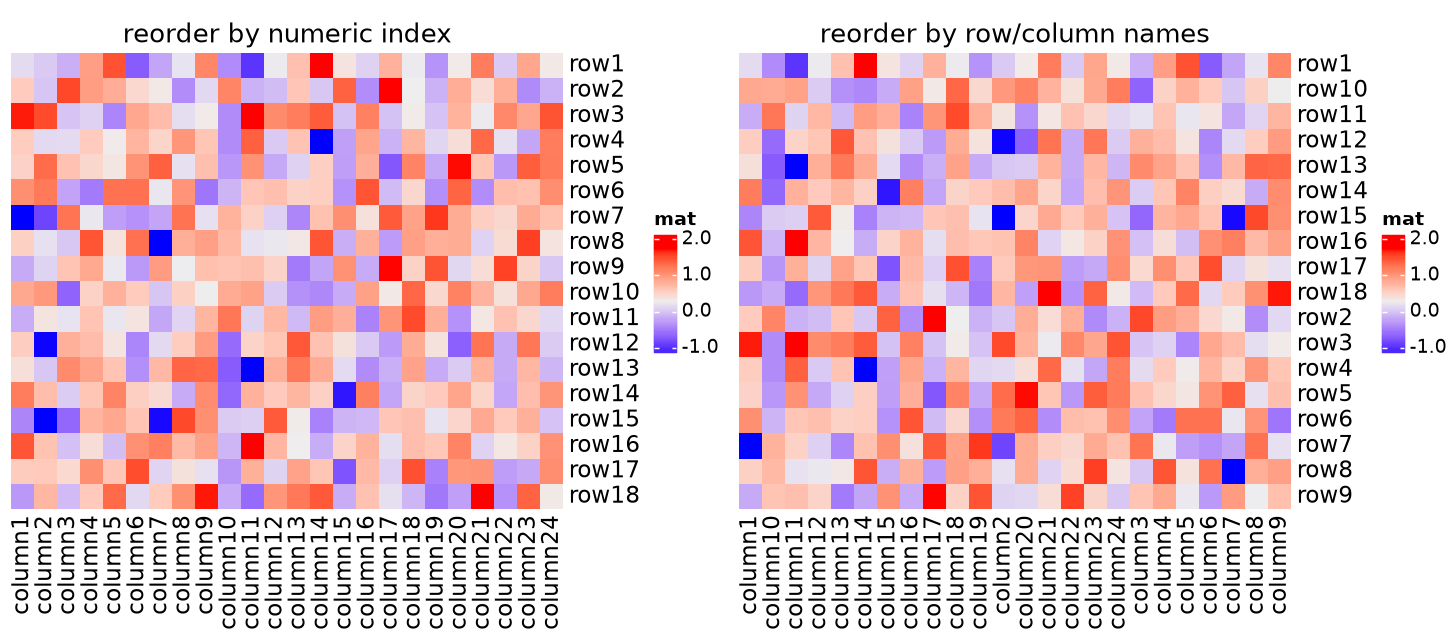 reorder by numeric index
row1
row2
row3
row4
row5
row6
row7
row8
row9
row10
row11
row12
row13
row14
row15
row16
row17
row18
column1
column2
column3
column4
column5
column6
column7
column8
column9
column10
column11
column12
column13
column14
column15
column16
column17
column18
column19
column20
column21
column22
column23
column24
mat
2.0
1.0
0.0
-1.0
reorder by row/column names
row1
row10
row11
row12
row13
row14
row15
row16
row17
row18
row2
row3
row4
row5
row6
row7
row8
row9
column1
column10
column11
column12
column13
column14
column15
column16
column17
column18
column19
column2
column20
column21
column22
column23
column24
column3
column4
column5
column6
column7
column8
column9
mat
2.0
1.0
0.0
-1.0